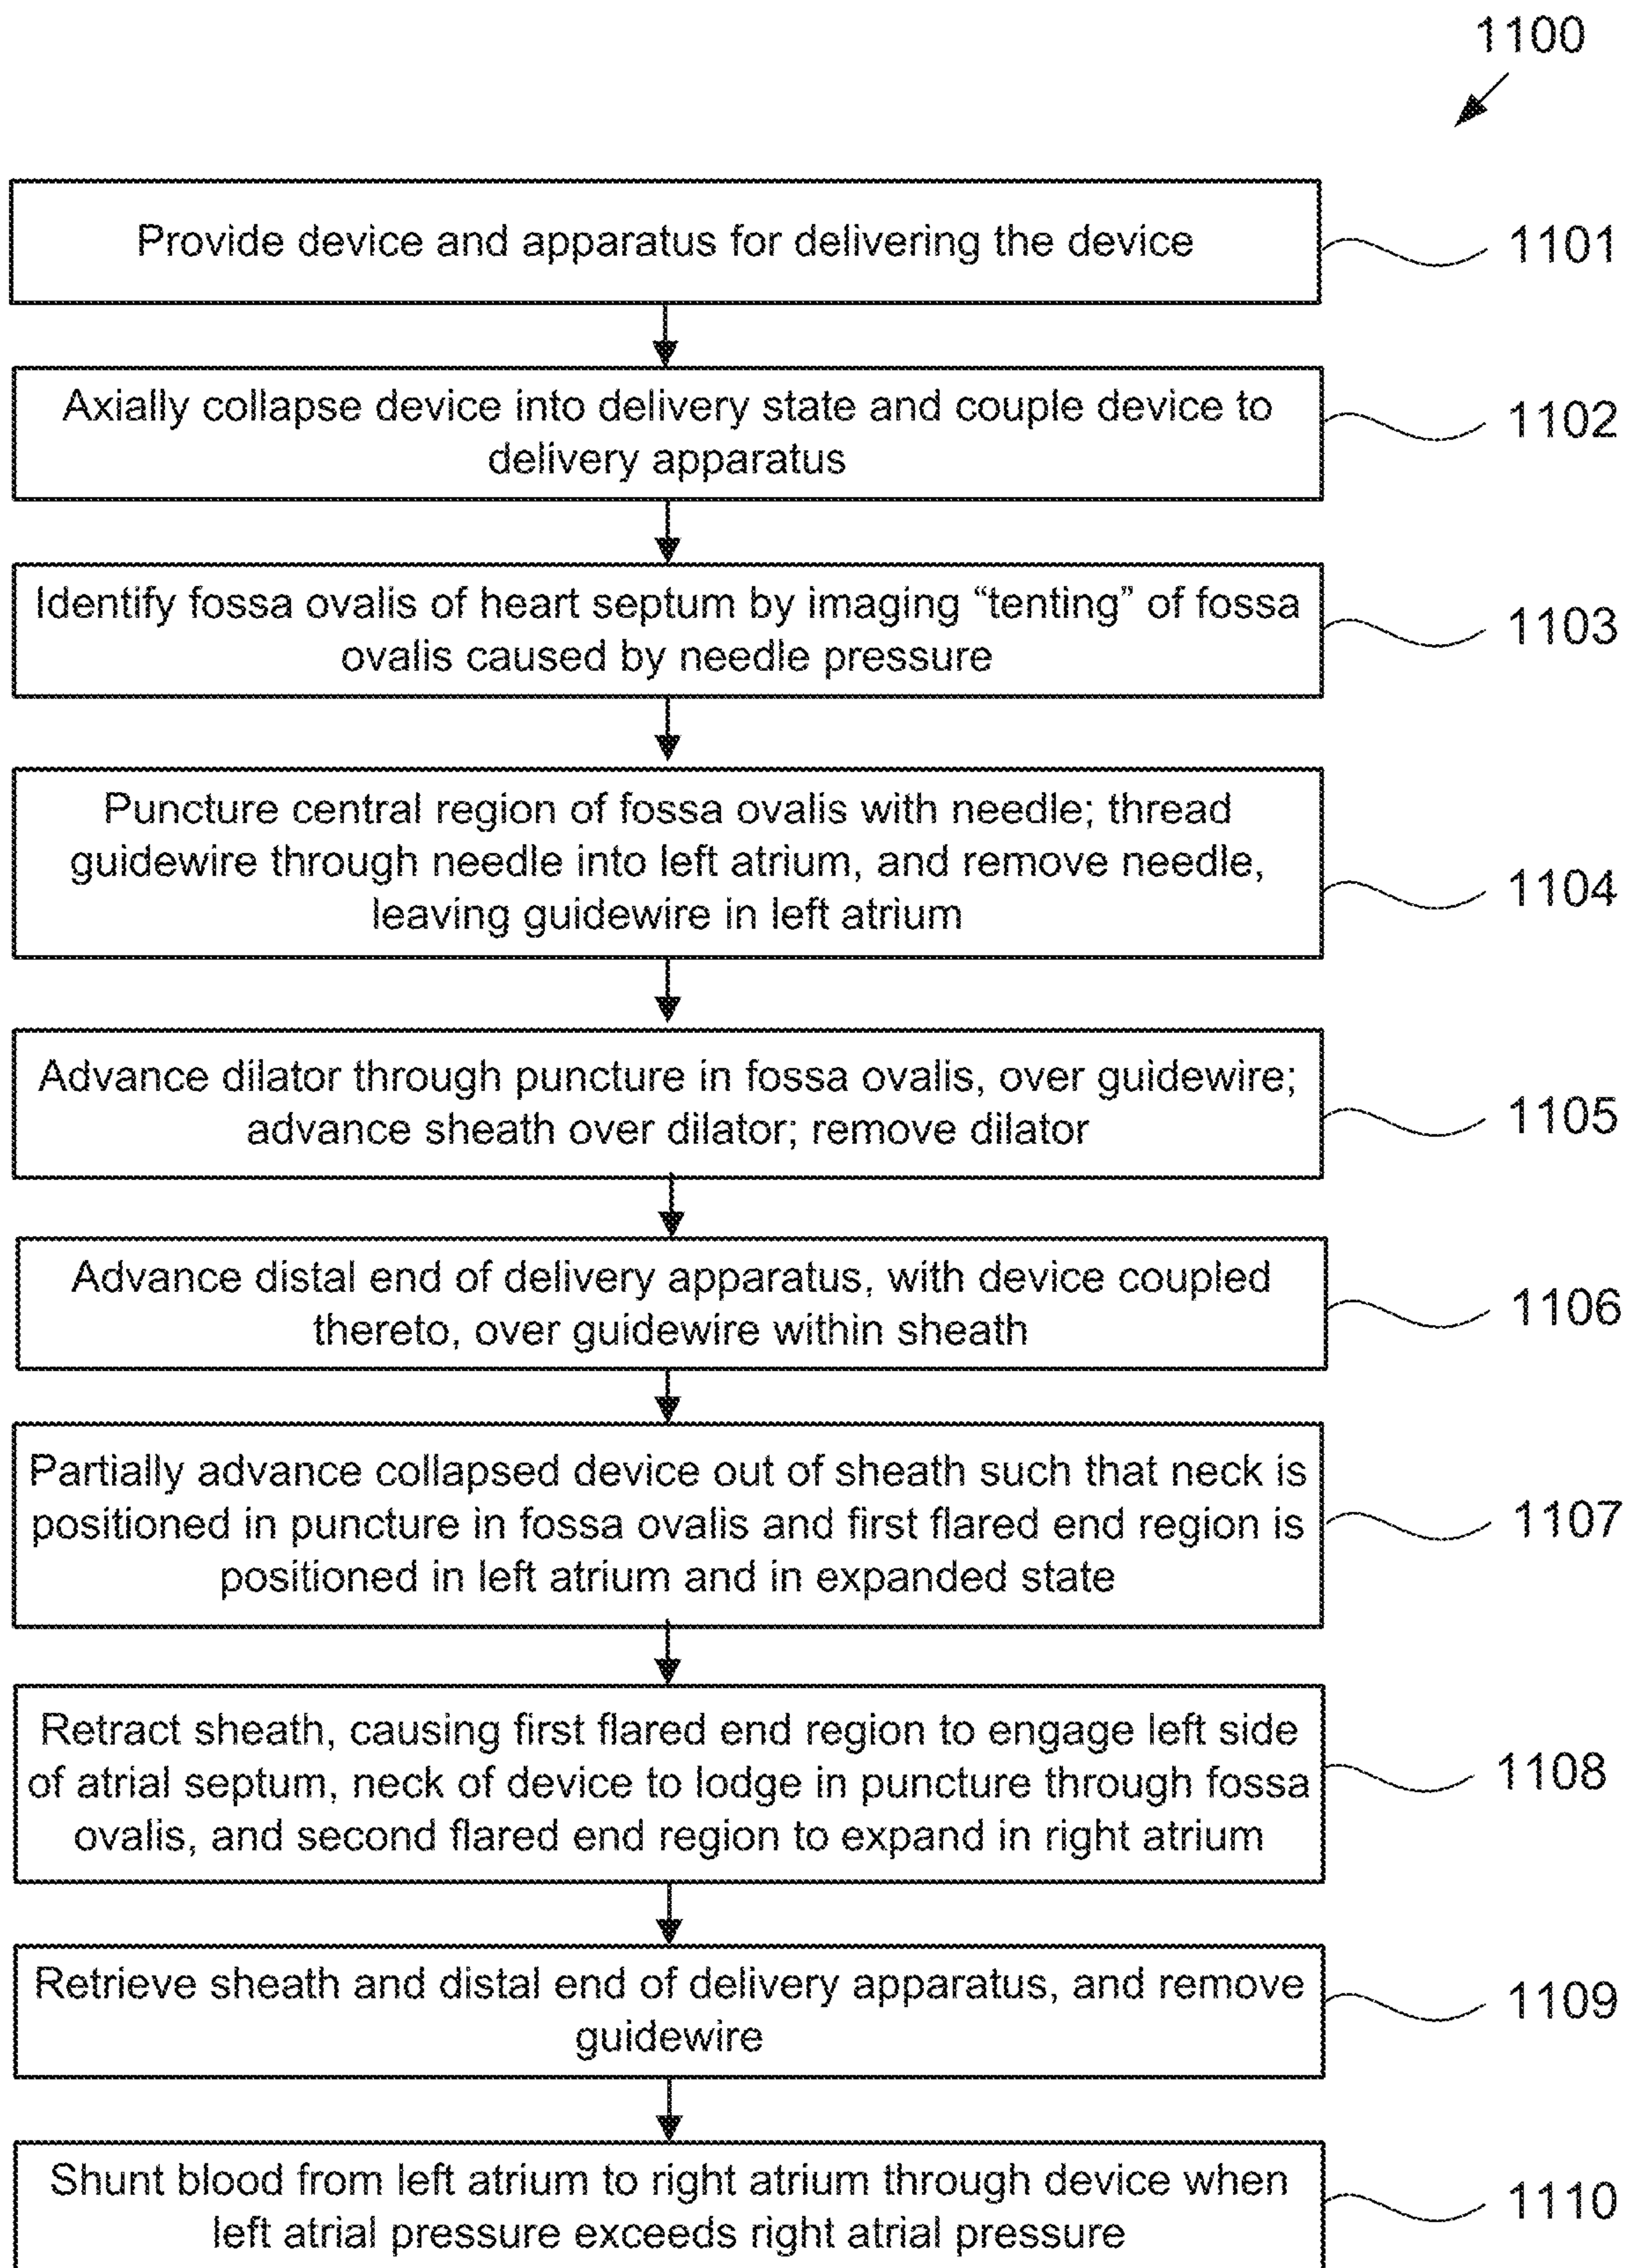 1100
Provide device and apparatus for delivering the device
1101
Axially collapse device into delivery state and couple device to
delivery apparatus
1102
Identify fossa ovalis of heart septum by imaging “tenting” of fossa
ovalis caused by needle pressure
1103
Puncture central region of fossa ovalis with needle; thread
guidewire through needle into left atrium, and remove needle,
leaving guidewire in left atrium
1104
Advance dilator through puncture in fossa ovalis, over guidewire;
advance sheath over dilator; remove dilator
1105
Advance distal end of delivery apparatus, with device coupled
thereto, over guidewire within sheath
1106
Partially advance collapsed device out of sheath such that neck is
positioned in puncture in fossa ovalis and first flared end region is
positioned in left atrium and in expanded state
1107
Retract sheath, causing first flared end region to engage left side
of atrial septum, neck of device to lodge in puncture through fossa
ovalis, and second flared end region to expand in right atrium
1108
Retrieve sheath and distal end of delivery apparatus, and remove
guidewire
1109
Shunt blood from left atrium to right atrium through device when
left atrial pressure exceeds right atrial pressure
1110